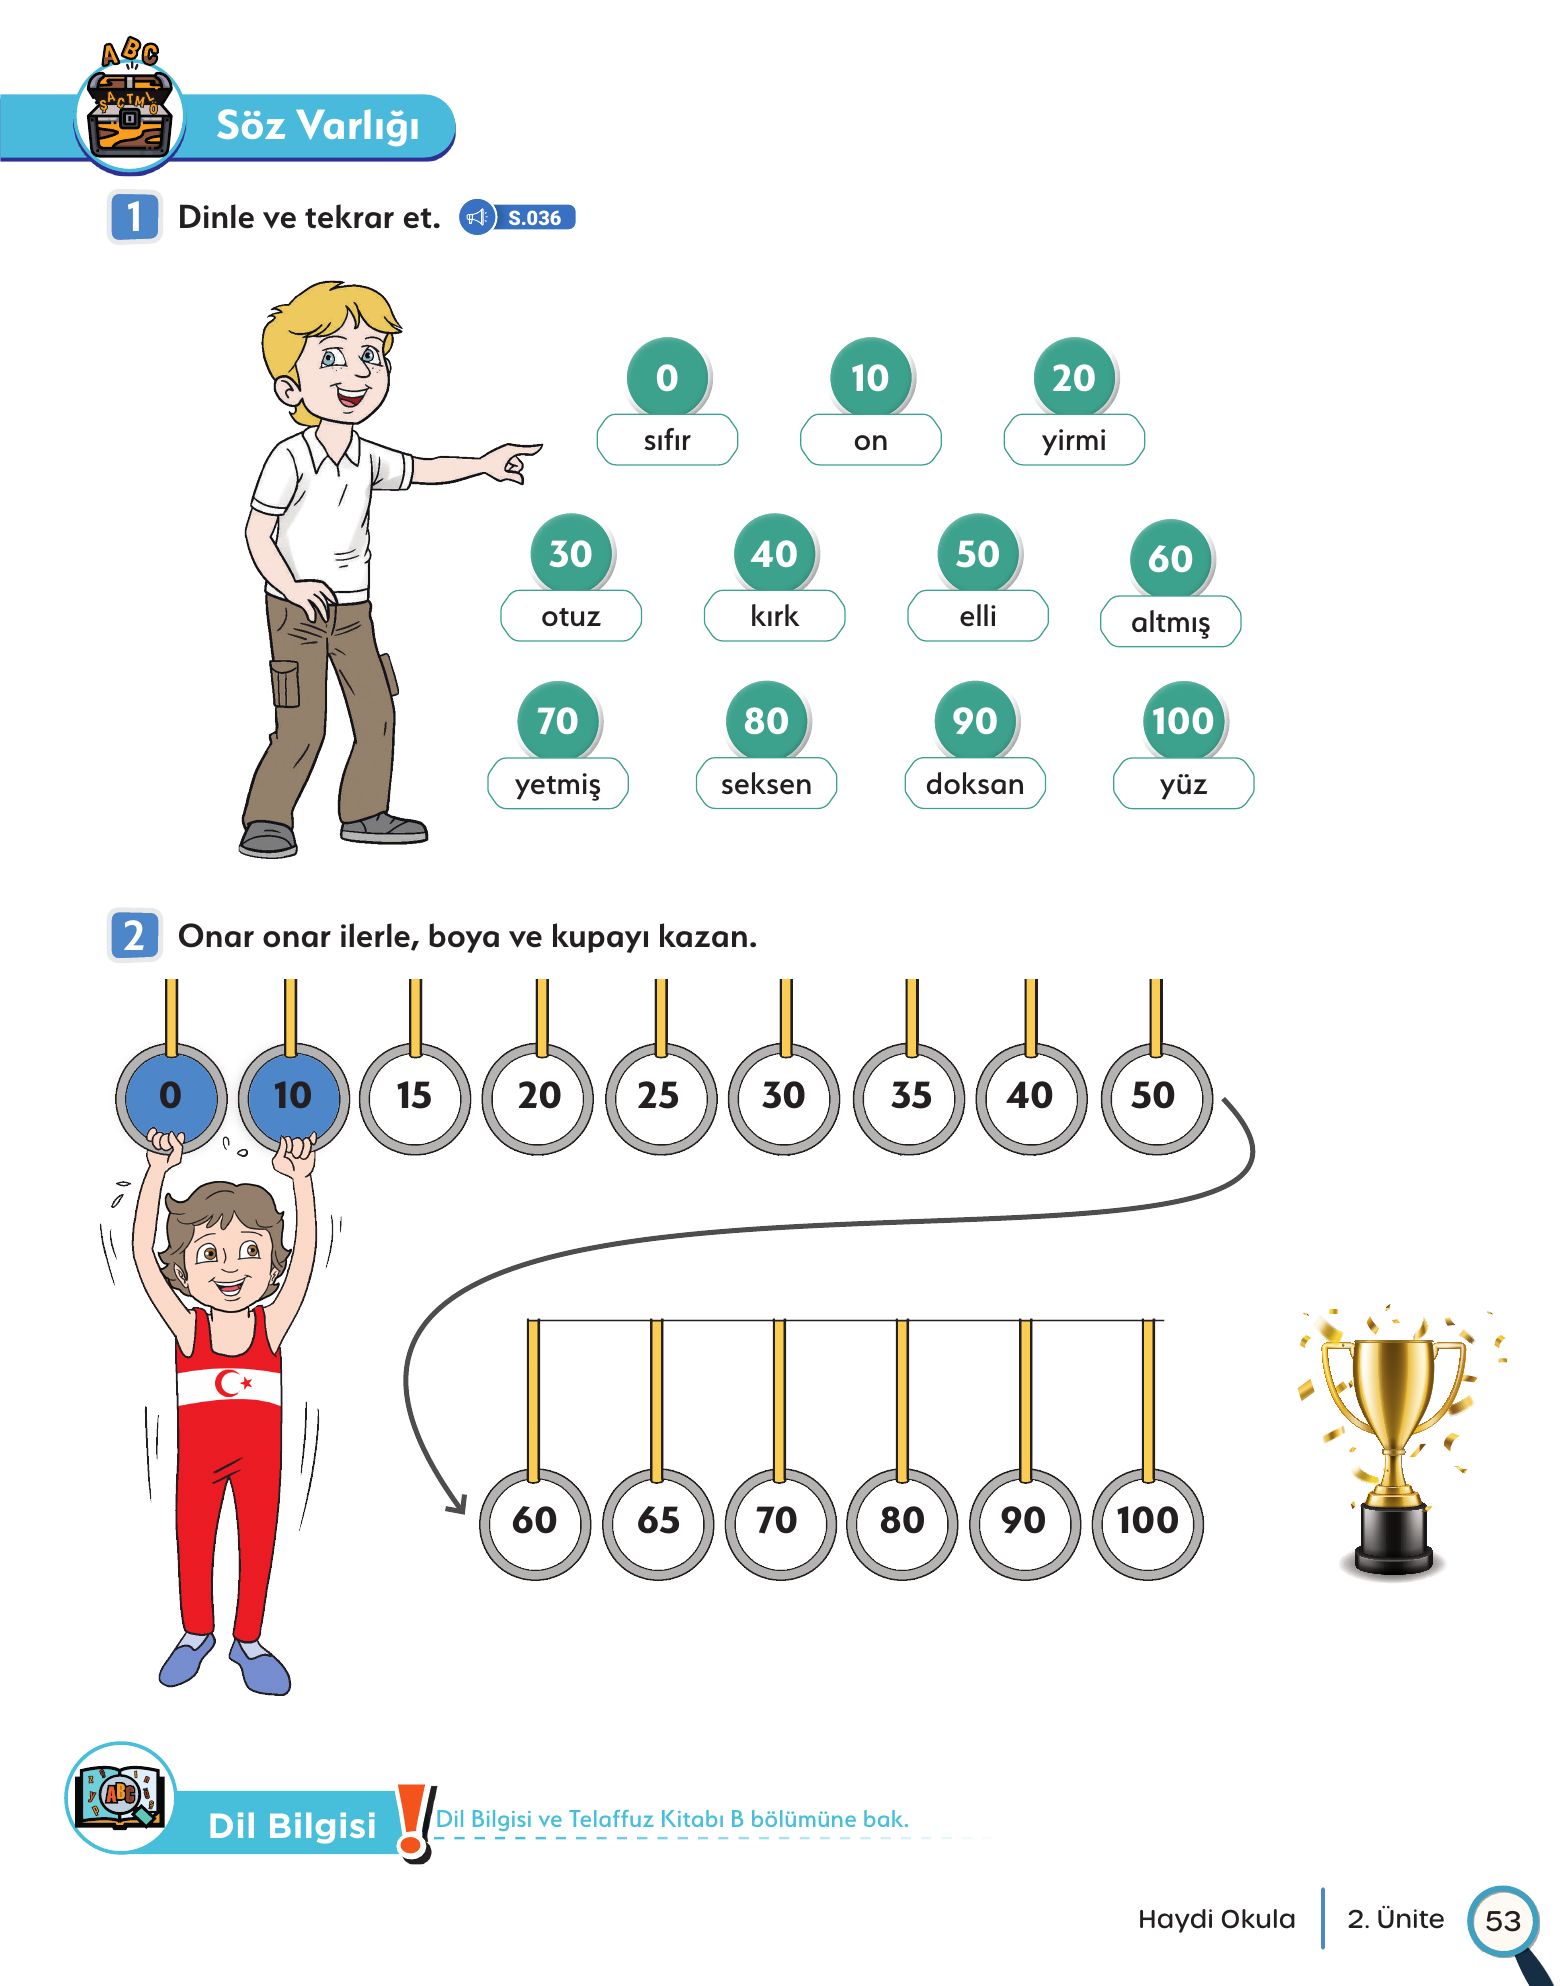 ABC
Söz Varlığı
1 Dinle ve tekrar et. S.036
0 10 20
sıfır on yirmi
30 40 50 60
otuz kırk elli altmış
70 80 90 100
yetmiş seksen doksan yüz
2 Onar onar ilerle, boya ve kupayı kazan.
0 10 15 20 25 30 35 40 50
60 65 70 80 90 100
ABC
Dil Bilgisi
Dil Bilgisi ve Telaffuz Kitabı B bölümüne bak.
Haydi Okula 2. Ünite 53